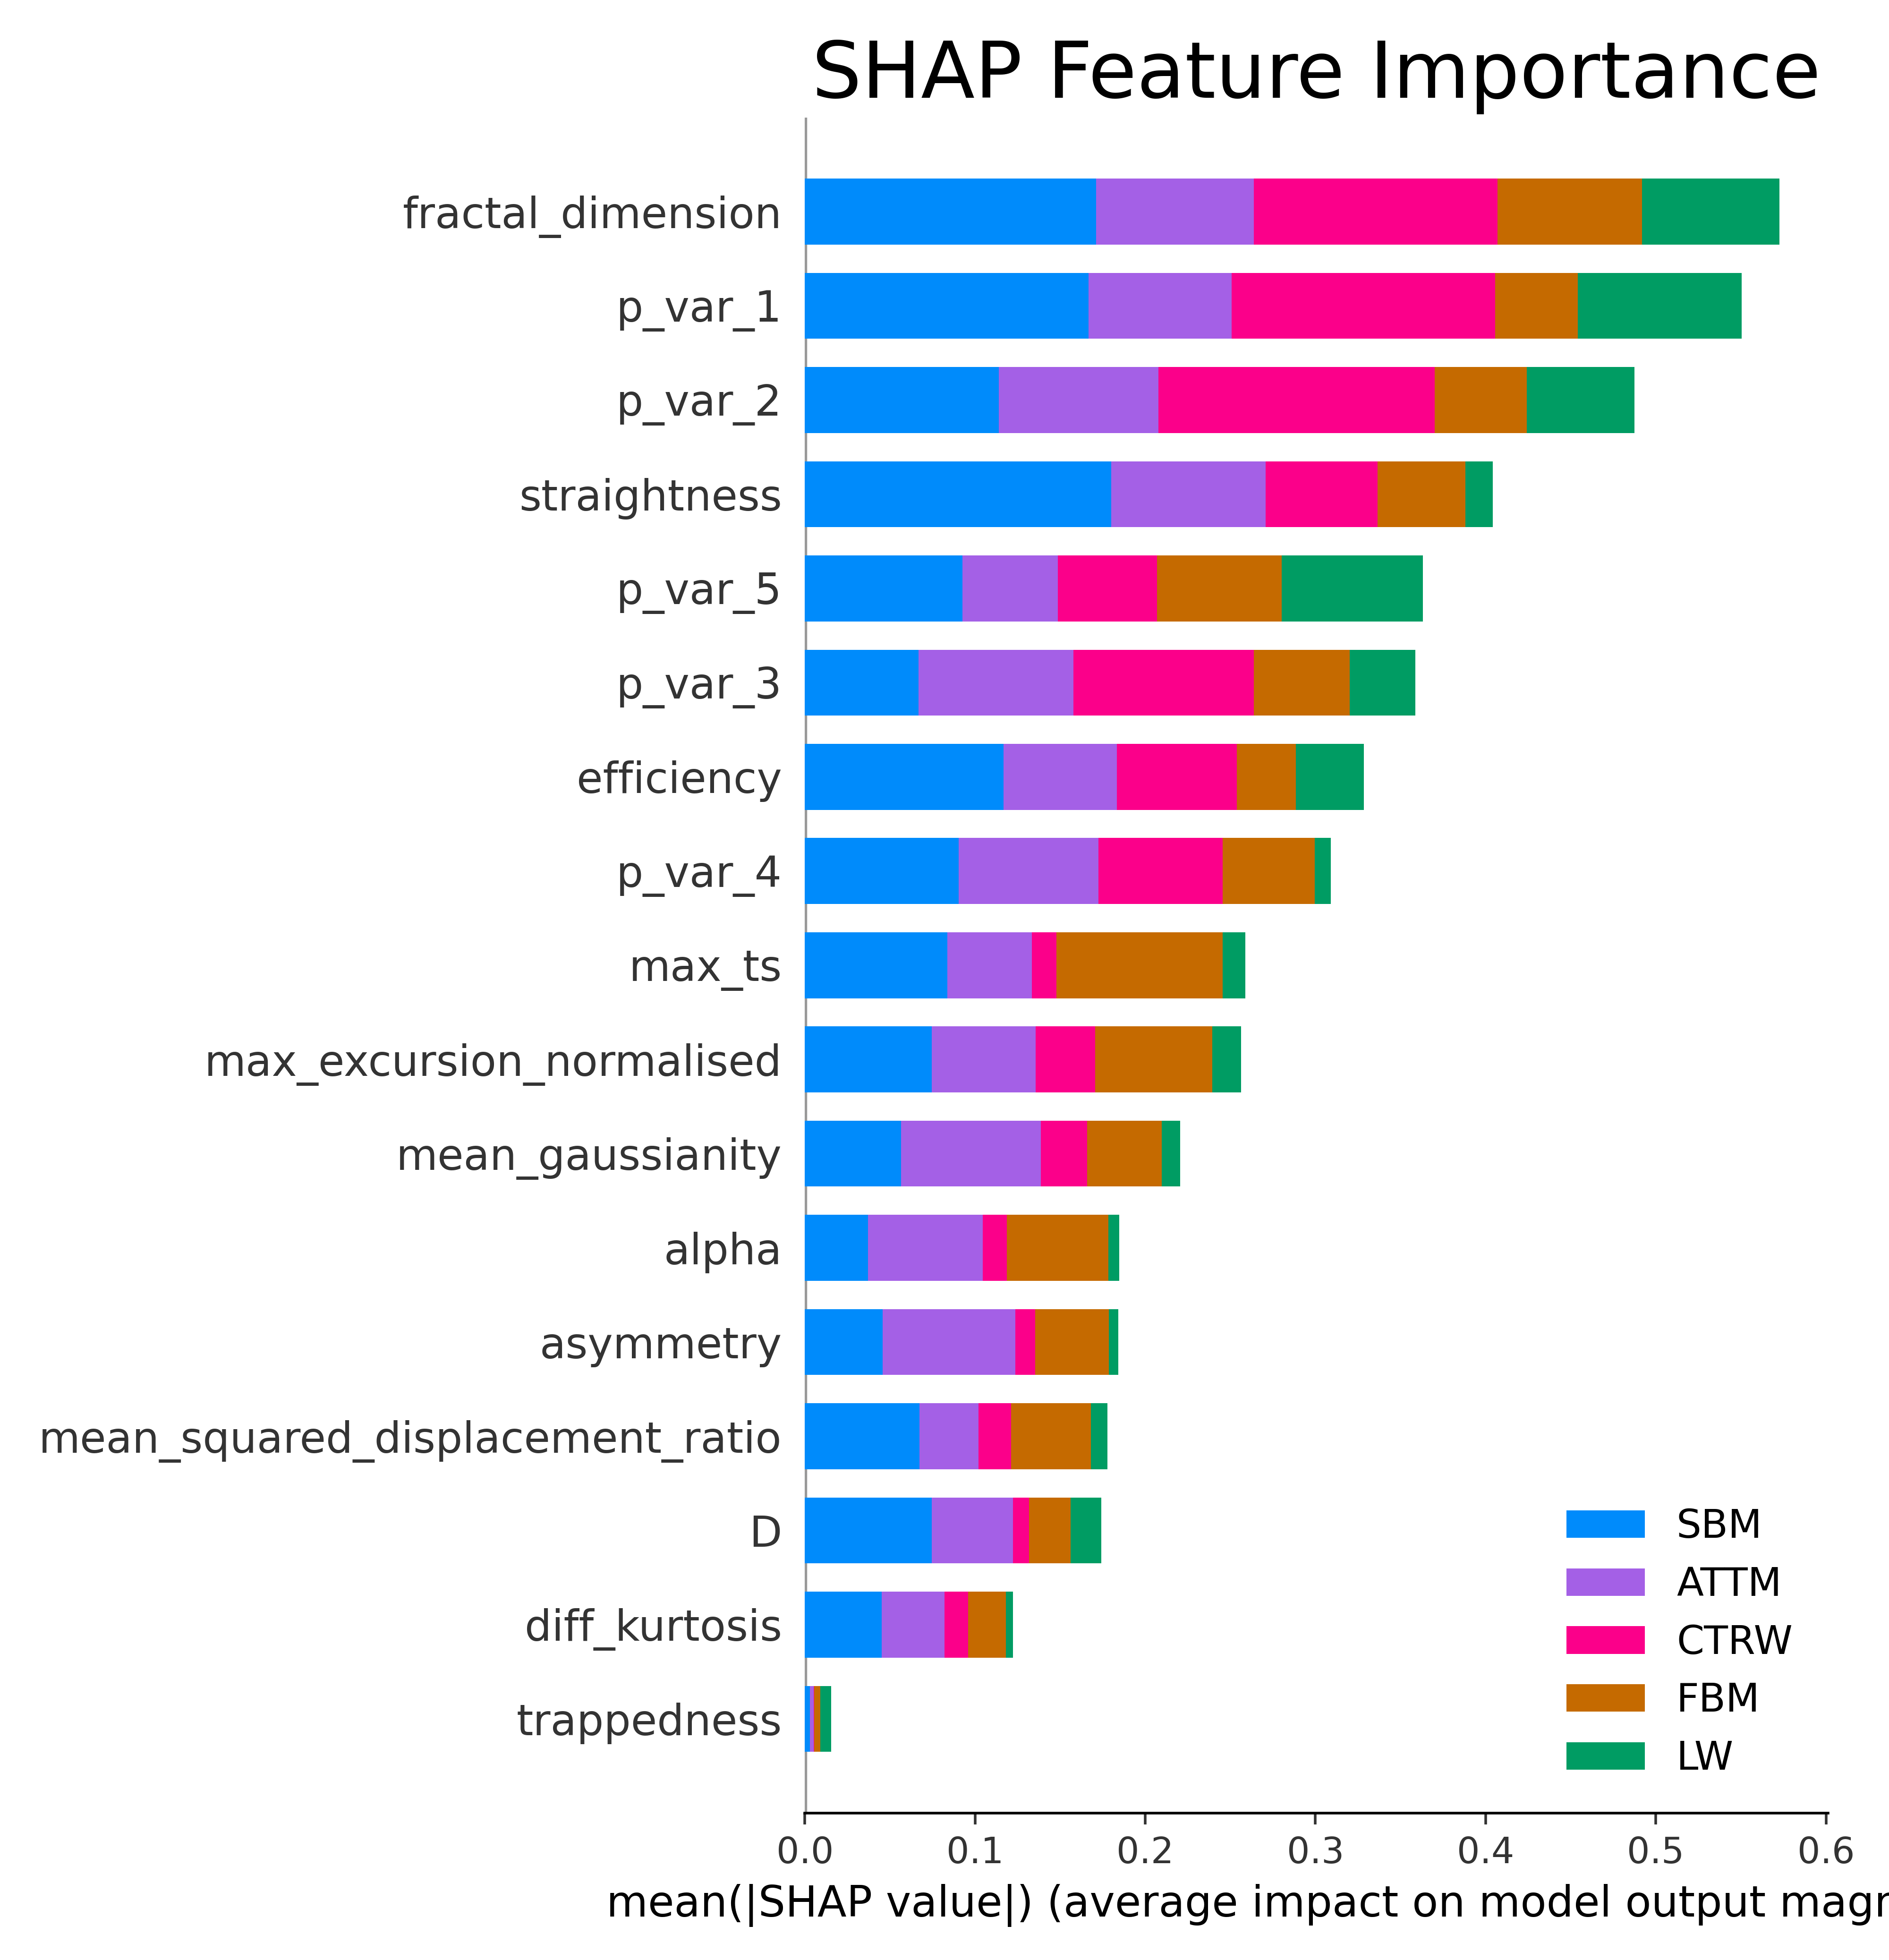 SHAP Feature Importance
fractal_dimension
p_var_1
p_var_2
straightness
p_var_5
p_var_3
efficiency
p_var_4
max_ts
max_excursion_normalised
mean_gaussianity
alpha
asymmetry
mean_squared_displacement_ratio
D
diff_kurtosis
trappedness
SBM
ATTM
CTRW
FBM
LW
0.0 0.1 0.2 0.3 0.4 0.5 0.6
mean(|SHAP value|) (average impact on model output magn